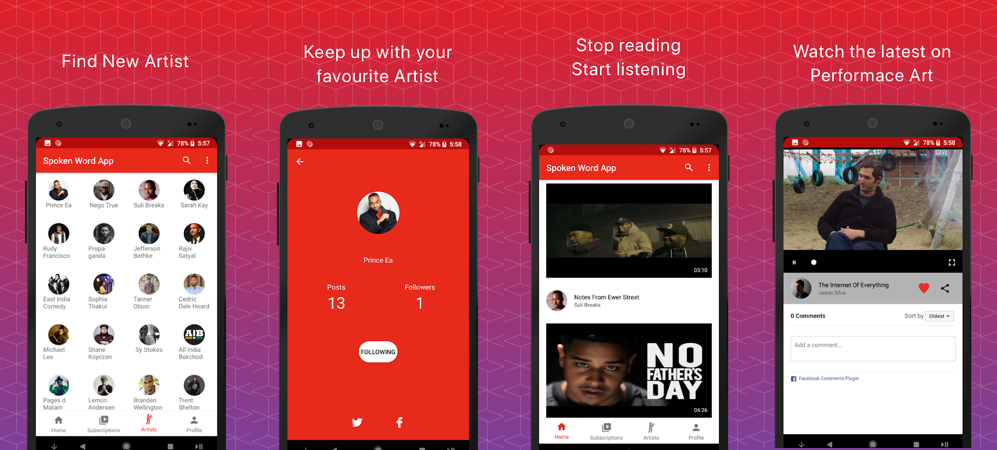 Find New Artist
78% 5:57
Spoken Word App
Prince Ea
Nego True
Suli Breaks
Sarah Kay
Rudy
Francisco
Propa-
ganda
Jefferson
Bethke
Rajiv
Satyal
East India
Comedy
Sophia
Thakur
Tanner
Olson
Cedric
Dale Hoard
Michael
Lee
Shane
Koyczan
Sy Stokes
AIB
All India
Bakchod
Pages d.
Matam
Lemon
Andersen
Branden
Wellington
Trent
Shelton
Home
Subscriptions
Artists
Profile
Keep up with your
favourite Artist
78% 5:58
Prince Ea
Posts
13
Followers
1
FOLLOWING
Stop reading
Start listening
78% 5:57
Spoken Word App
03:10
Notes From Ewer Street
Suli Breaks
NO
FATHER'S
DAY
04:26
Home
Subscriptions
Artists
Profile
Watch the latest on
Performace Art
78% 5:58
The Internet Of Everything
Jason Silva
0 Comments
Sort by Oldest
Add a comment...
Facebook Comments Plugin